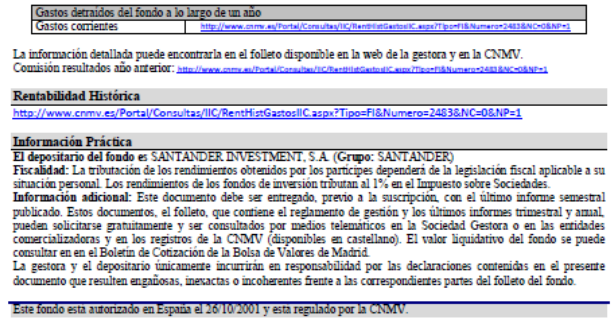 Gastos detraidos del fondo a lo largo de un año
Gastos corrientes http://www.cnmv.es/Portal/Consultas/IIC/RentHistGastosIIC.aspx?Tipo=FI&Numero=2483&NC=0&NP=1
La información detallada puede encontrarla en el folleto disponible en la web de la gestora y en la CNMV.
Comisión resultados año anterior: http://www.cnmv.es/Portal/Consultas/IIC/RentHistGastosIIC.aspx?Tipo=FI&Numero=2483&NC=0&NP=1
Rentabilidad Histórica
http://www.cnmv.es/Portal/Consultas/IIC/RentHistGastosIIC.aspx?Tipo=FI&Numero=2483&NC=0&NP=1
Información Práctica
El depositario del fondo es SANTANDER INVESTMENT, S.A. (Grupo: SANTANDER)
Fiscalidad: La tributación de los rendimientos obtenidos por los partícipes dependerá de la legislación fiscal aplicable a su
situación personal. Los rendimientos de los fondos de inversión tributan al 1% en el Impuesto sobre Sociedades.
Información adicional: Este documento debe ser entregado, previo a la suscripción, con el último informe semestral
publicado. Estos documentos, el folleto, que contiene el reglamento de gestión y los últimos informes trimestral y anual,
pueden solicitarse gratuitamente y ser consultados por medios telemáticos en la Sociedad Gestora o en las entidades
comercializadoras y en los registros de la CNMV (disponibles en castellano). El valor liquidativo del fondo se puede
consultar en en el Boletín de Cotización de la Bolsa de Valores de Madrid.
La gestora y el depositario únicamente incurrirán en responsabilidad por las declaraciones contenidas en el presente
documento que resulten engañosas, inexactas o incoherentes frente a las correspondientes partes del folleto del fondo.
Este fondo está autorizado en España el 26/10/2001 y está regulado por la CNMV.